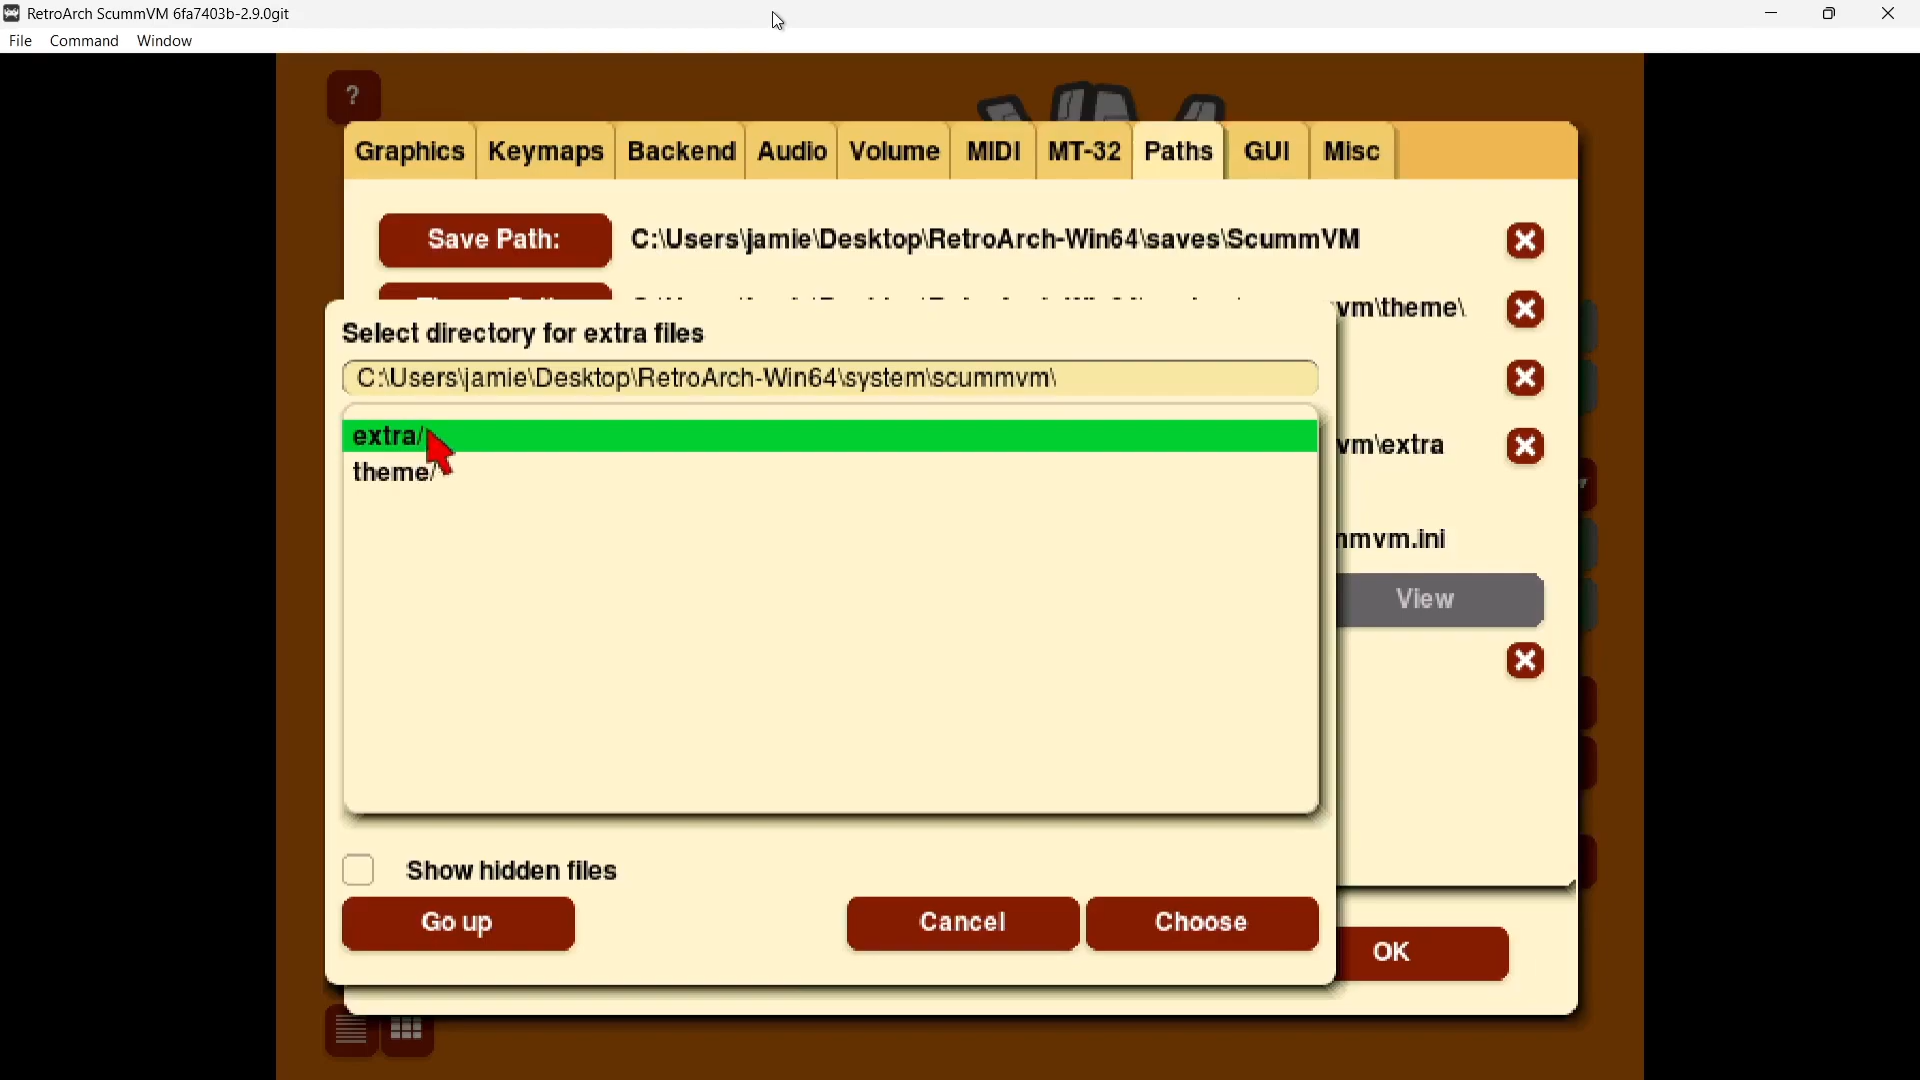 RetroArch ScummVM 6fa7403b-2.9.0git
File Command Window
?
Graphics Keymaps Backend Audio Volume MIDI MT-32 Paths GUI Misc
Save Path: C:\Users\jamie\Desktop\RetroArch-Win64\saves\ScummVM
vm\theme\
Select directory for extra files
C:\Users\jamie\Desktop\RetroArch-Win64\system\scummvm\
extra/
vm\extra
theme/
mvm.ini
View
Show hidden files
Go up Cancel Choose
OK